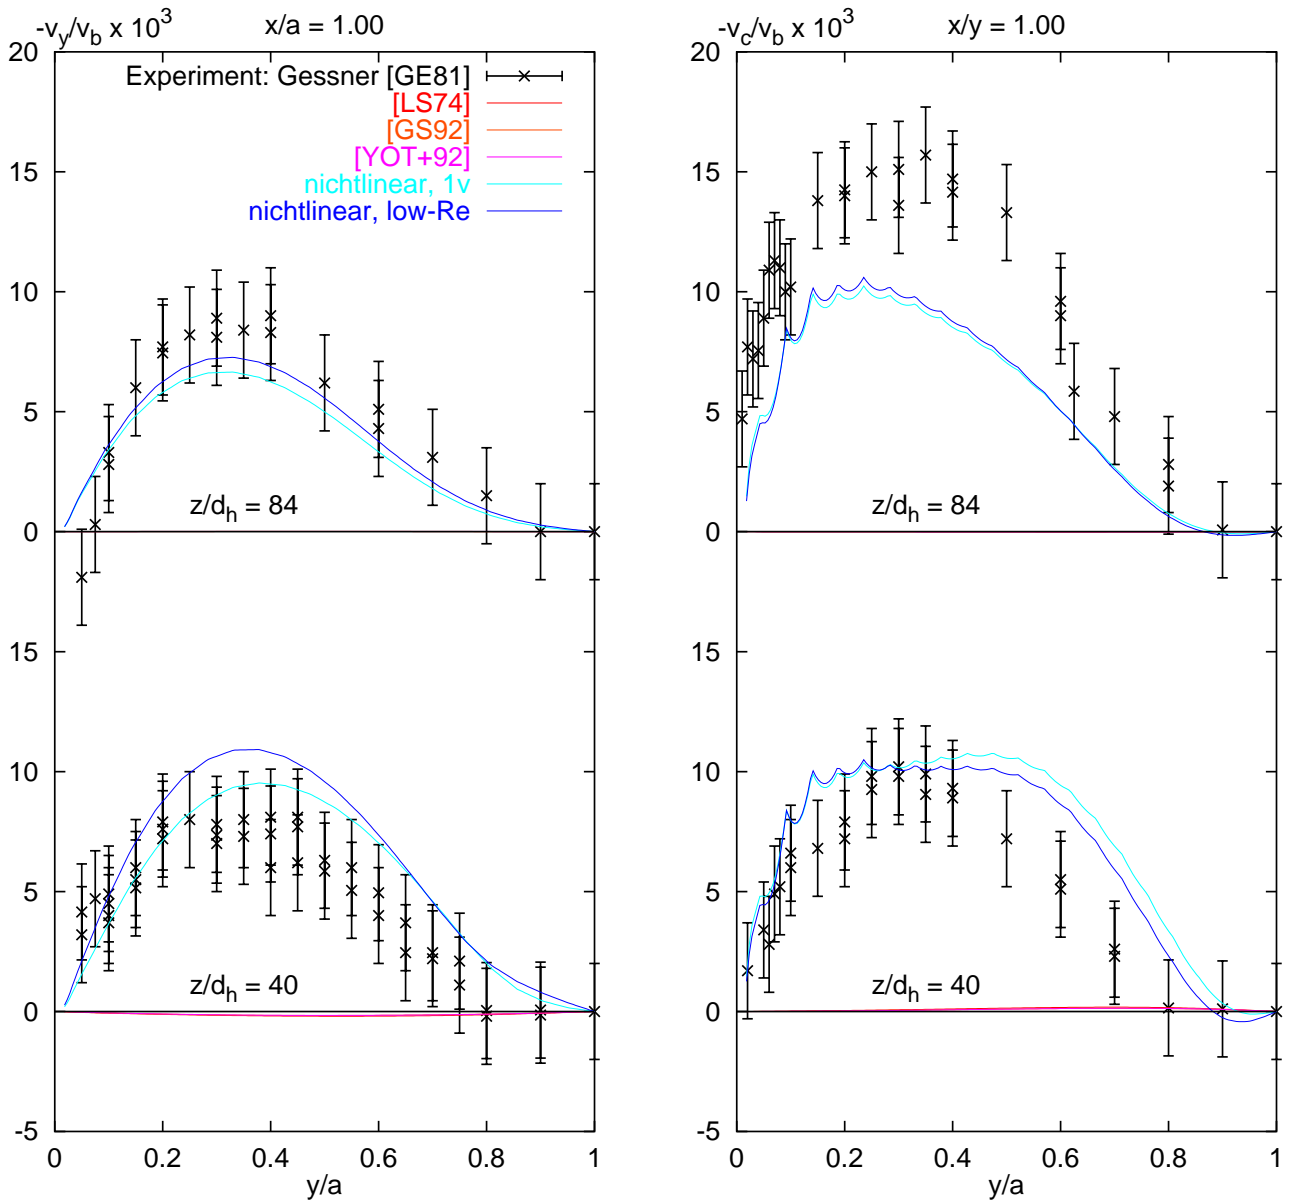 -v_y/v_b x 10^3
x/a = 1.00
20
Experiment: Gessner [GE81]
[LS74]
[GS92]
[YOT+92]
nichtlinear, 1v
nichtlinear, low-Re
15
10
5
z/d_h = 84
0
15
10
5
z/d_h = 40
0
-5
0 0.2 0.4 0.6 0.8 1
y/a
-v_c/v_b x 10^3
x/y = 1.00
20
15
10
5
z/d_h = 84
0
15
10
5
z/d_h = 40
0
-5
0 0.2 0.4 0.6 0.8 1
y/a